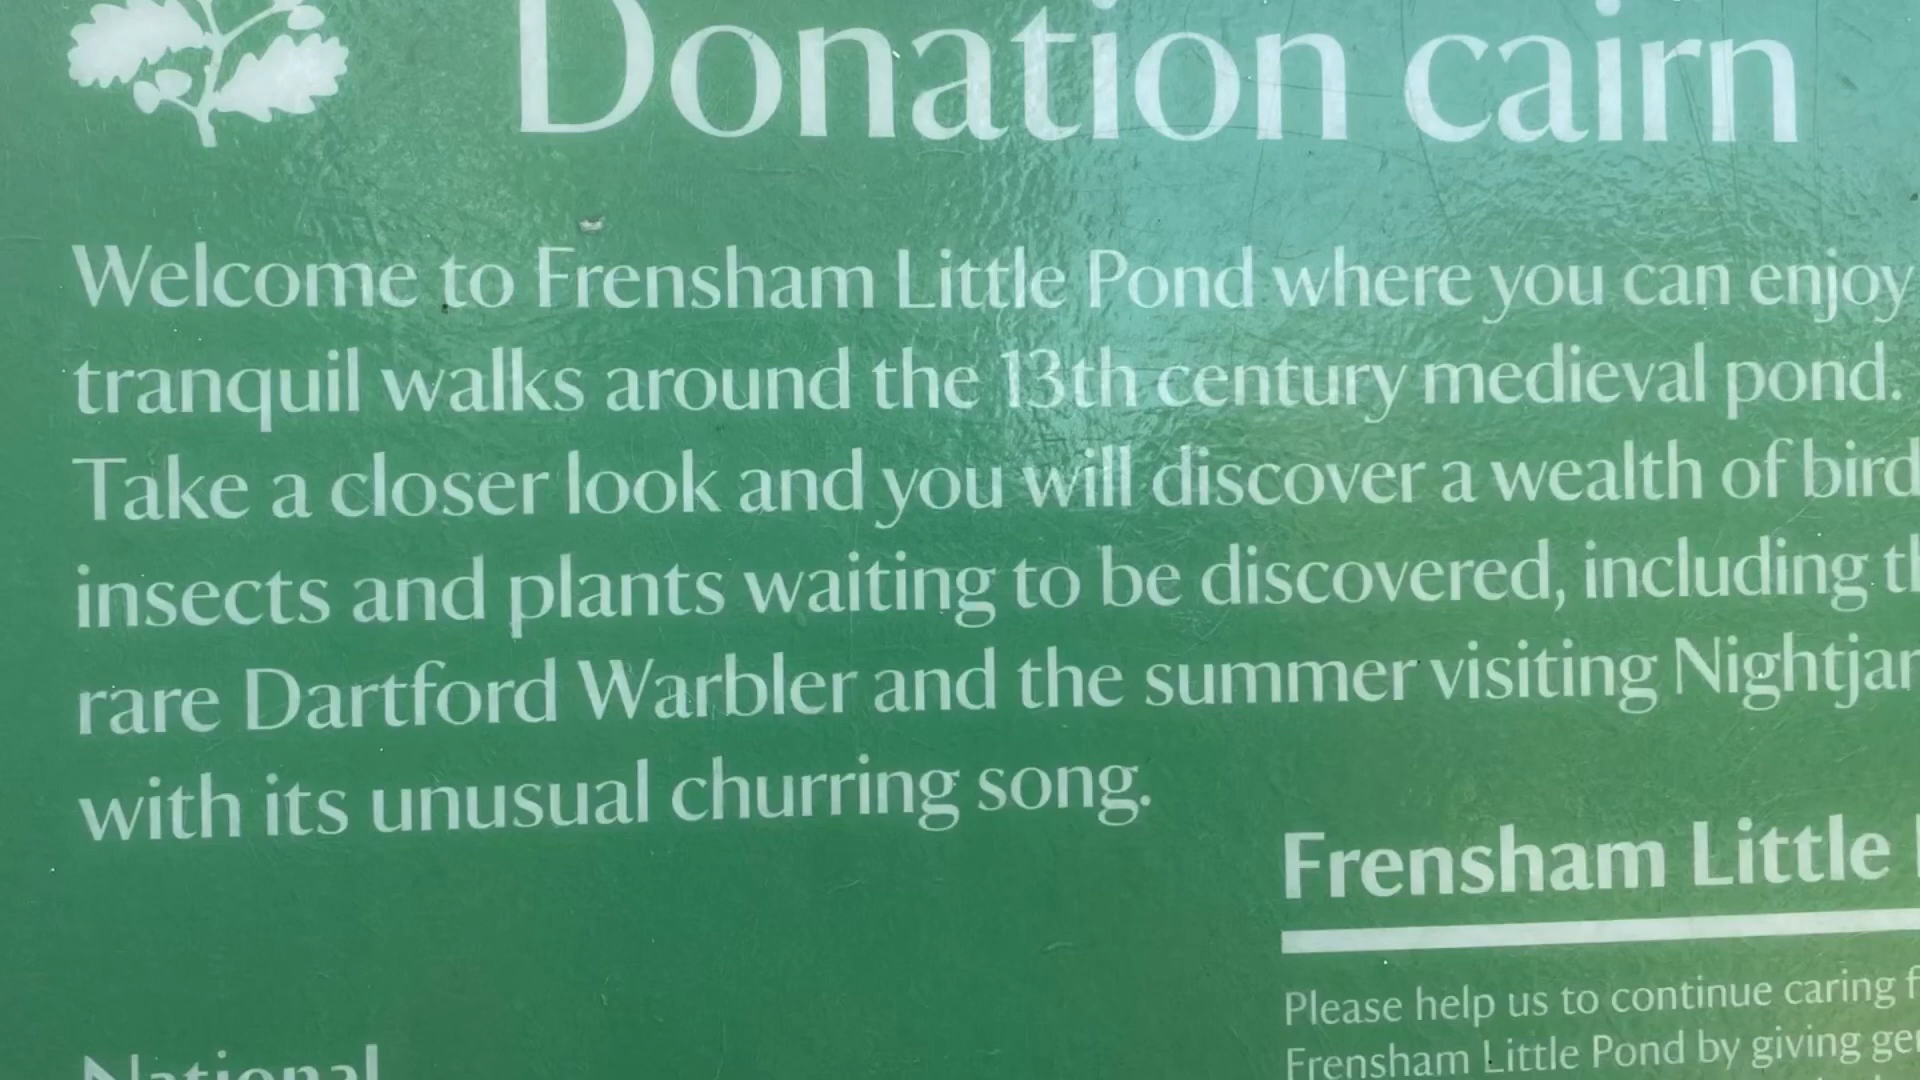 Donation cairn
Welcome to Frensham Little Pond where you can enjoy
tranquil walks around the 13th century medieval pond.
Take a closer look and you will discover a wealth of bird
insects and plants waiting to be discovered, including
rare Dartford Warbler and the summer visiting Nightjar
with its unusual churring song.
Frensham Little
Please help us to continue caring
Frensham Little Pond by giving
National